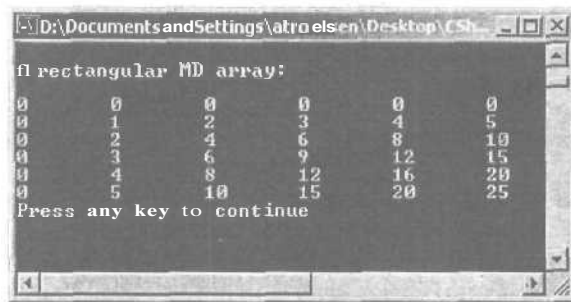 D:\Documents and Settings\atroelsen\Desktop\CSh...
A rectangular MD array:
0 0 0 0 0 0
0 1 2 3 4 5
0 2 4 6 8 10
0 3 6 9 12 15
0 4 8 12 16 20
0 5 10 15 20 25
Press any key to continue